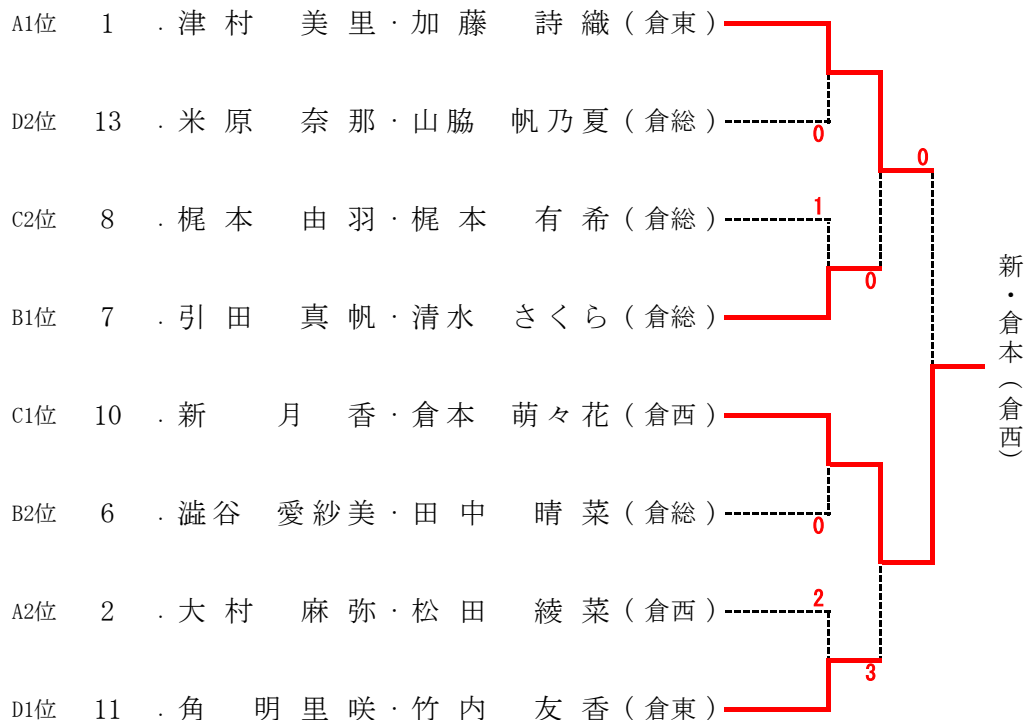 A1位 1 . 津村 美里・加藤 詩織 (倉東)
0
D2位 13 . 米原 奈那・山脇 帆乃夏 (倉総)
0
C2位 8 . 梶本 由羽・梶本 有希 (倉総)
1
0
B1位 7 . 引田 真帆・清水 さくら (倉総)
新・倉本(倉西)
C1位 10 . 新 月香・倉本 萌々花 (倉西)
B2位 6 . 澁谷 愛紗美・田中 晴菜 (倉総)
0
A2位 2 . 大村 麻弥・松田 綾菜 (倉西)
2
3
D1位 11 . 角 明里咲・竹内 友香 (倉東)